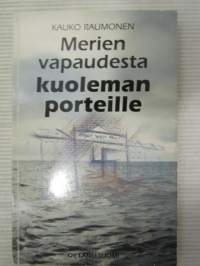 KAUKO RAUMONEN
Merien
vapaudesta
kuoleman
porteille